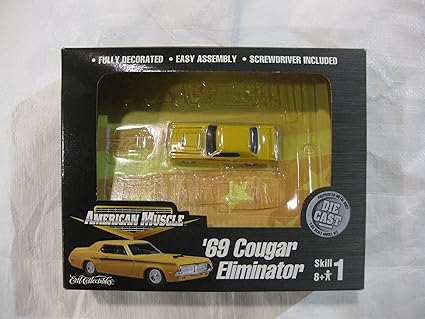 • FULLY DECORATED • EASY ASSEMBLY • SCREWDRIVER INCLUDED
AMERICAN MUSCLE
'69 Cougar
Eliminator
DIE
CAST
Skill 1
8+
Ertl Collectibles